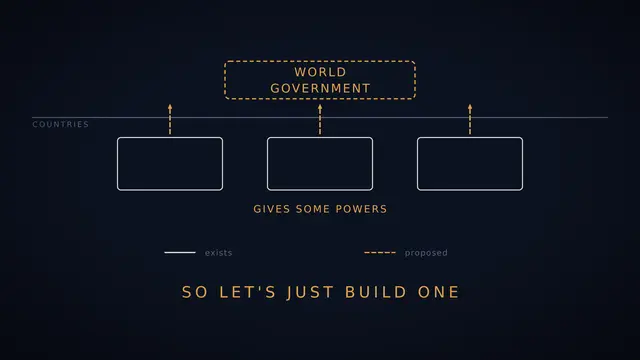 WORLD
GOVERNMENT
COUNTRIES
GIVES SOME POWERS
exists
proposed
SO LET'S JUST BUILD ONE